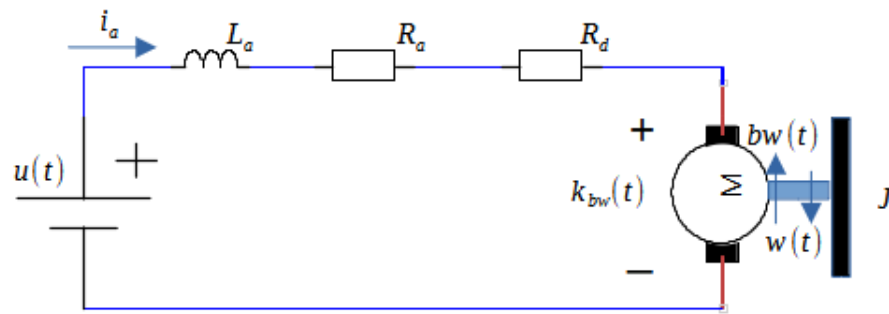 i_a
L_a
R_a
R_d
u(t)
+
+
k_bw(t)
−
M
bw(t)
w(t)
J